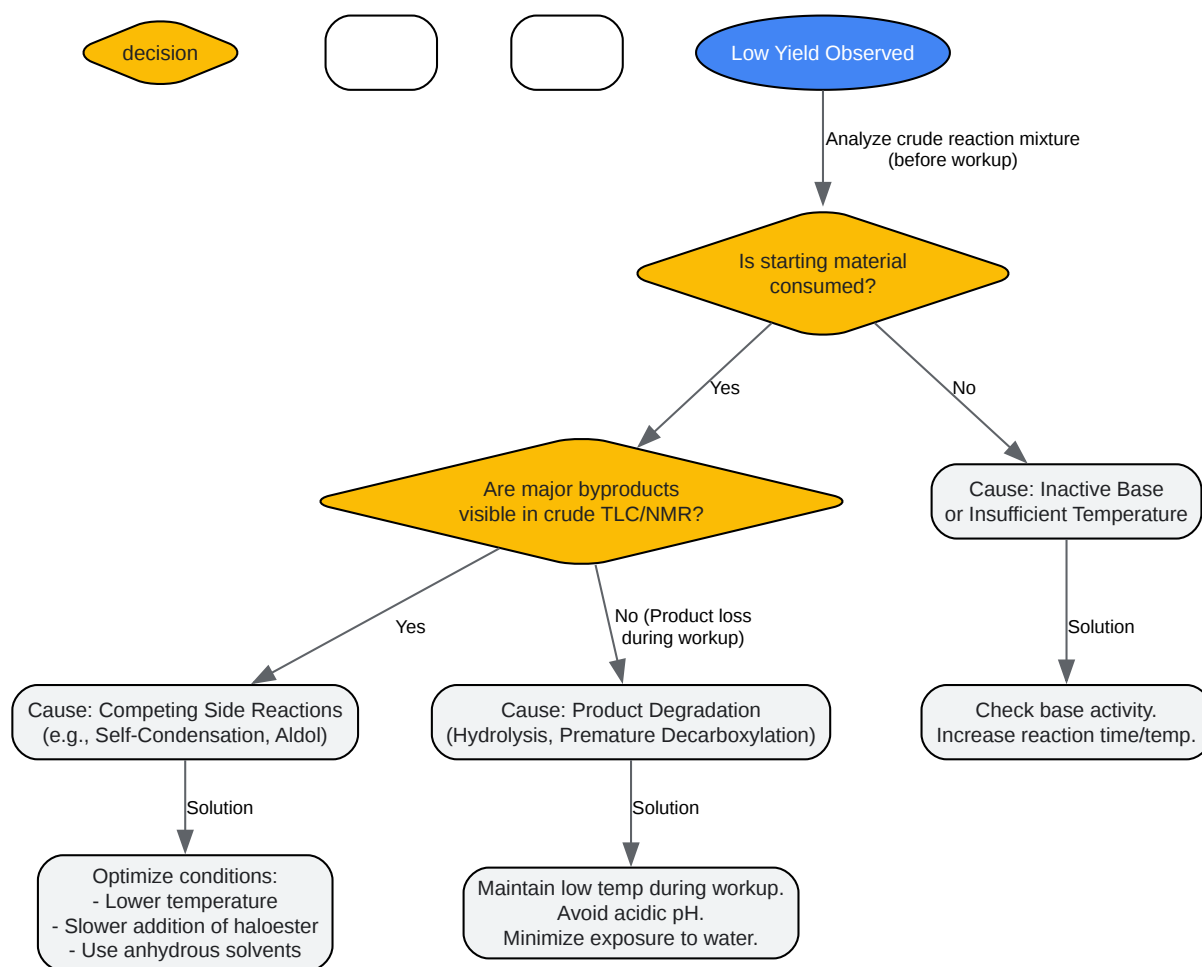 decision
Low Yield Observed
Analyze crude reaction mixture
(before workup)
Is starting material
consumed?
Yes
No
Are major byproducts
visible in crude TLC/NMR?
Cause: Inactive Base
or Insufficient Temperature
Yes
No (Product loss
during workup)
Solution
Cause: Competing Side Reactions
(e.g., Self-Condensation, Aldol)
Cause: Product Degradation
(Hydrolysis, Premature Decarboxylation)
Check base activity.
Increase reaction time/temp.
Solution
Solution
Optimize conditions:
- Lower temperature
- Slower addition of haloester
- Use anhydrous solvents
Maintain low temp during workup.
Avoid acidic pH.
Minimize exposure to water.